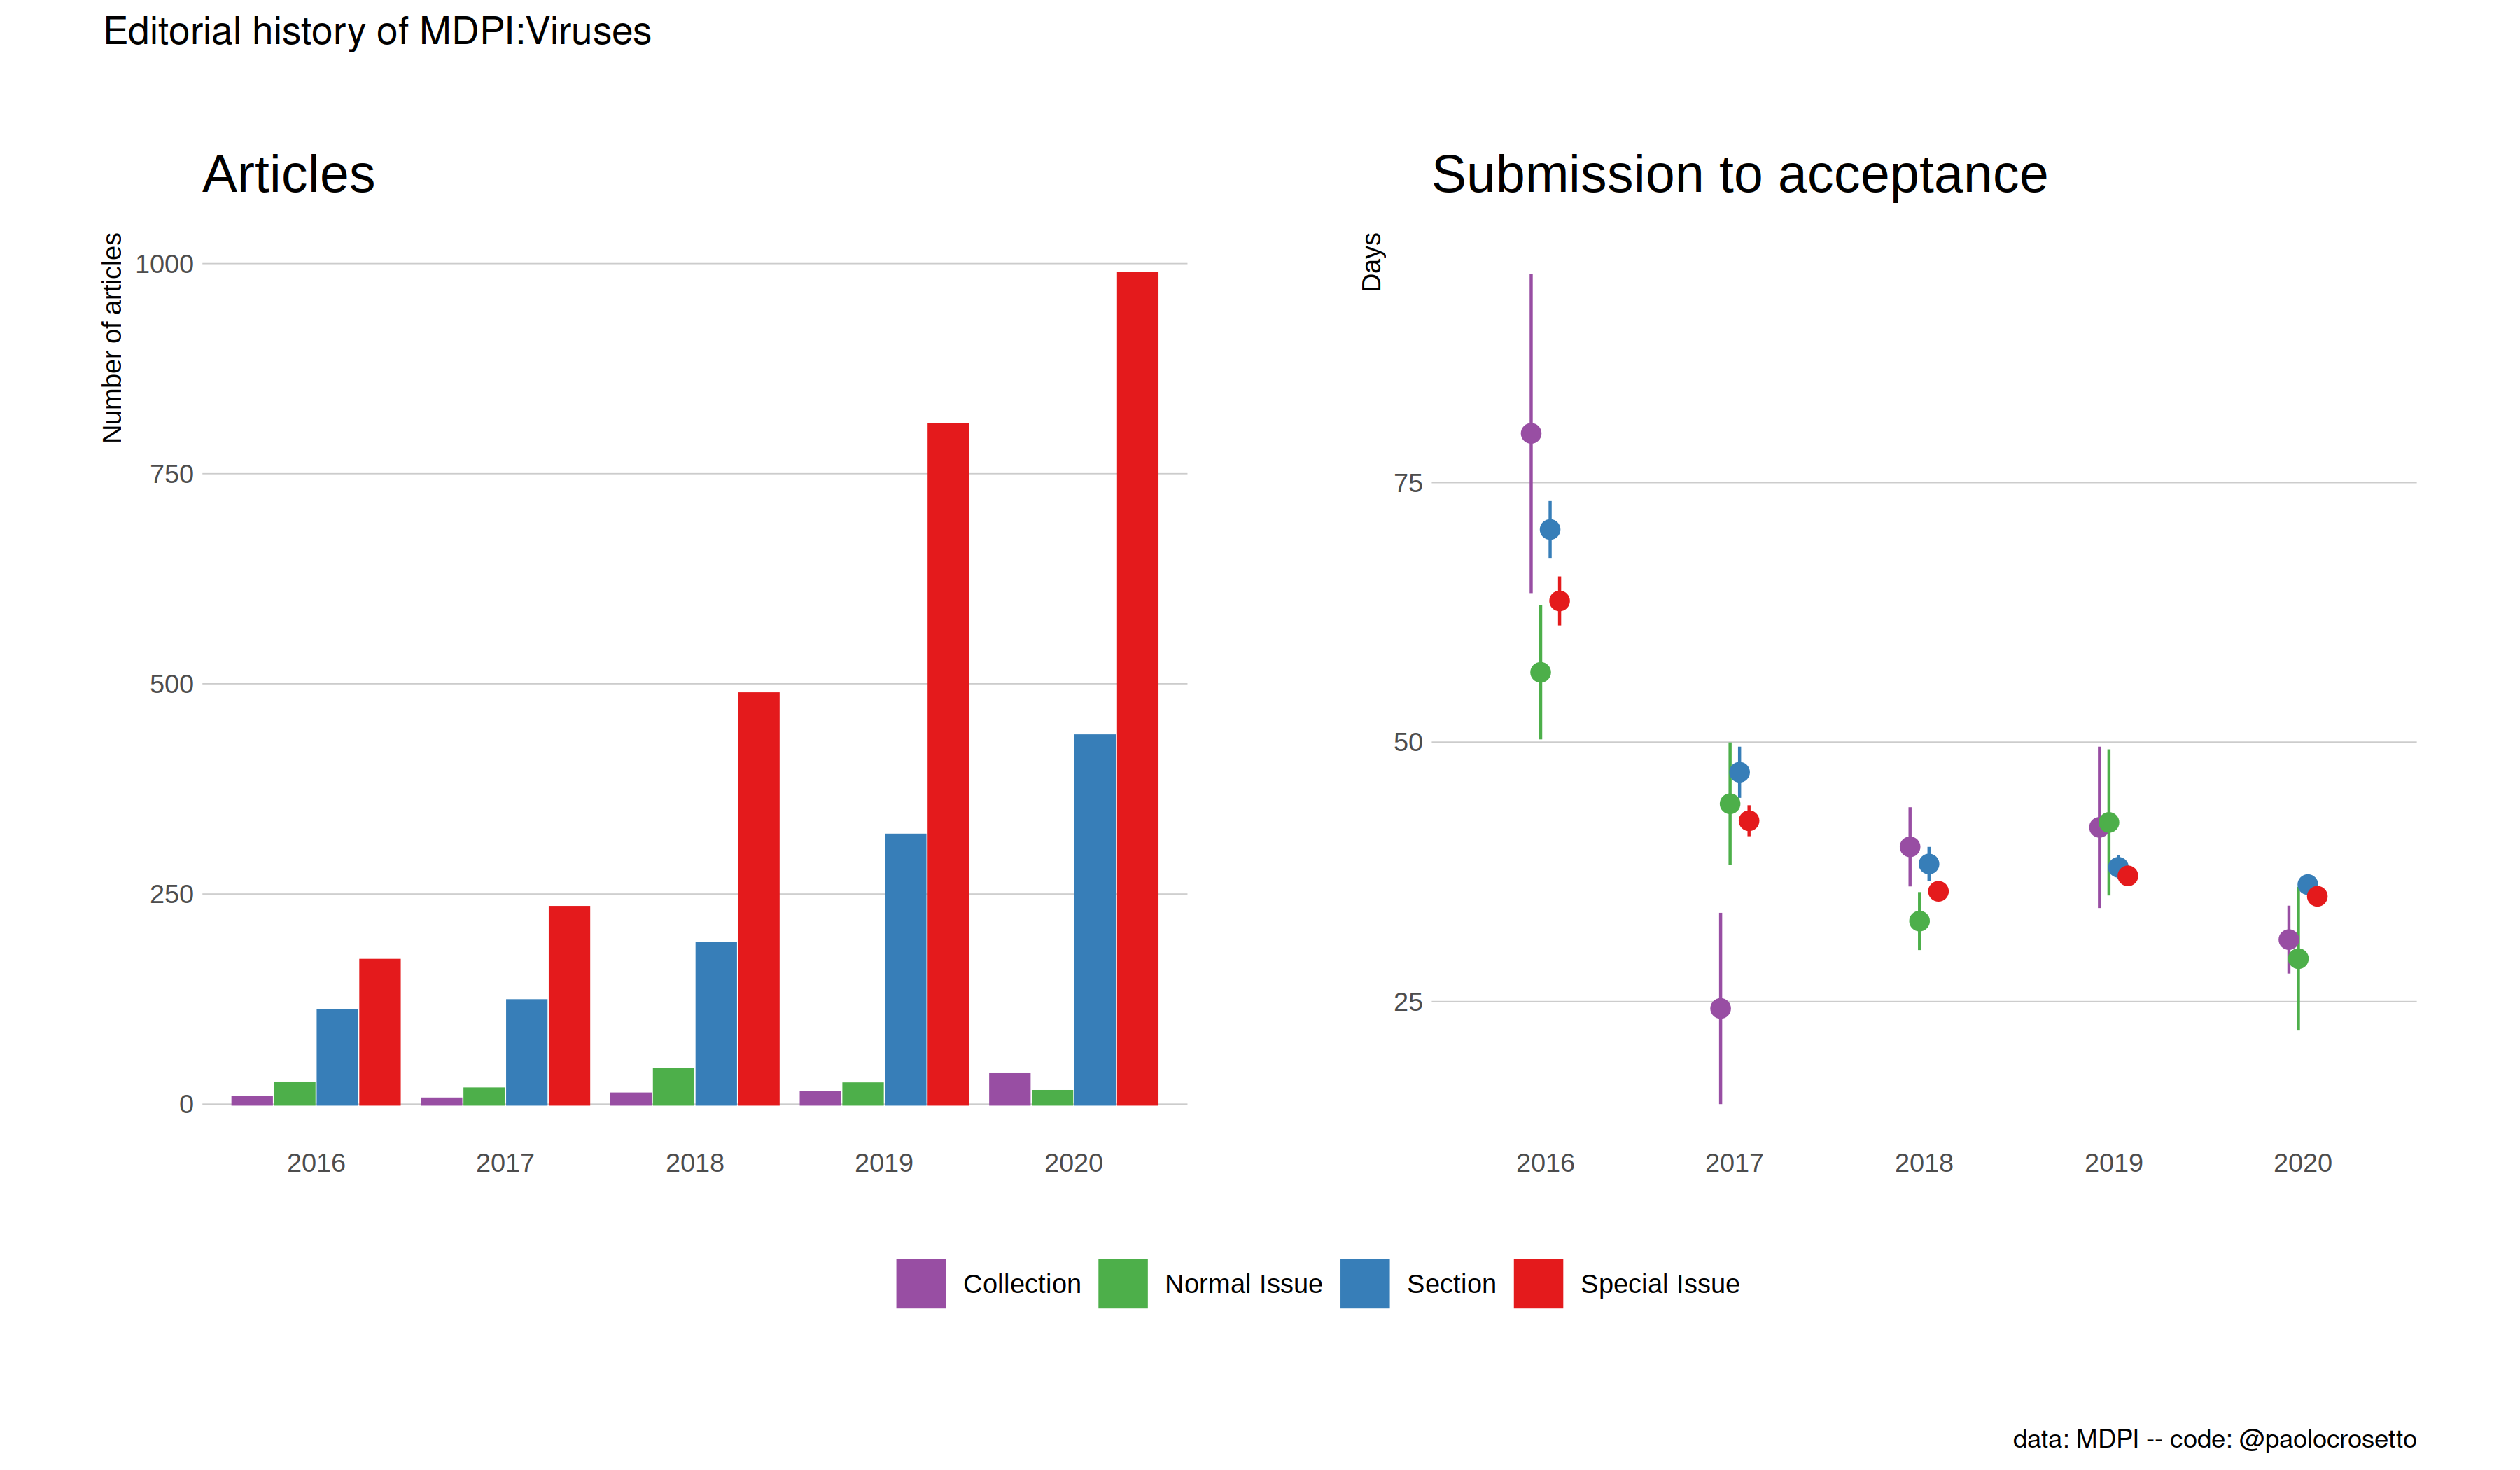 Editorial history of MDPI:Viruses
Articles
Number of articles
1000
750
500
250
0
2016 2017 2018 2019 2020
Submission to acceptance
Days
75
50
25
2016 2017 2018 2019 2020
Collection Normal Issue Section Special Issue
data: MDPI -- code: @paolocrosetto